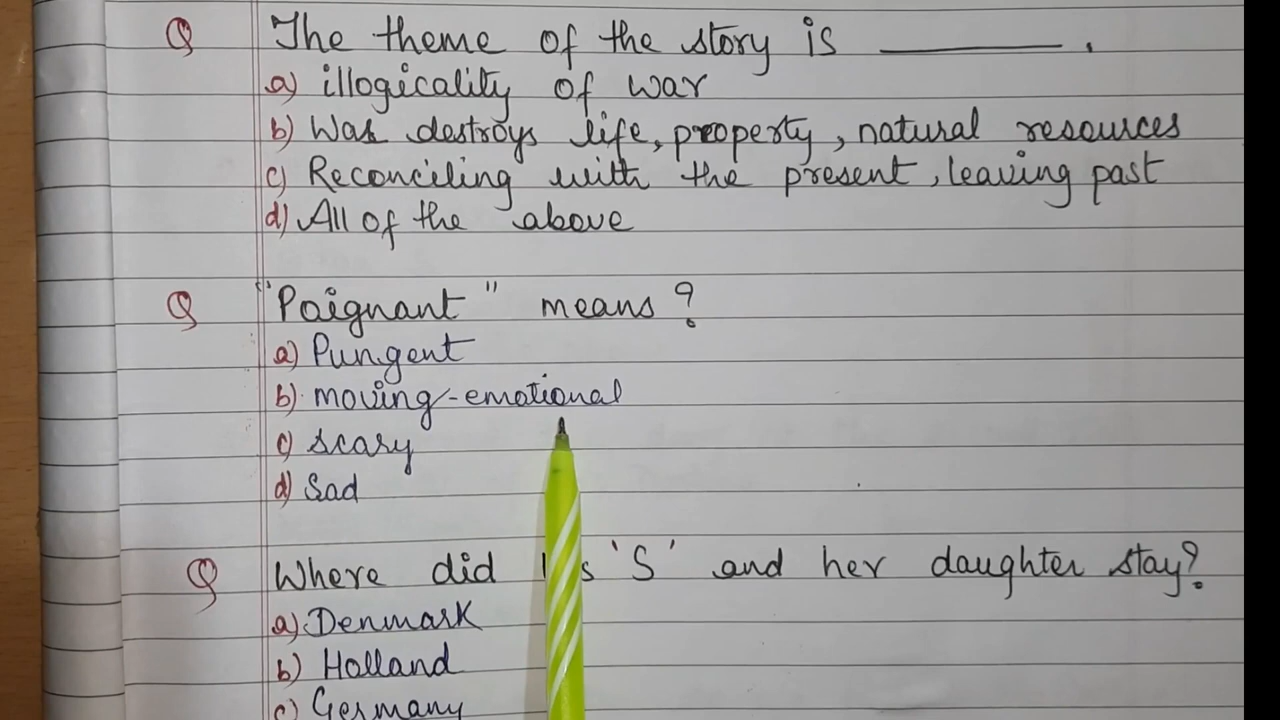 Q The theme of the story is ______.
a) illogicality of war
b) War destroys life, property, natural resources
c) Reconciling with the present, leaving past
d) All of the above
Q "Poignant" means?
a) Pungent
b) moving-emotional
c) scary
d) Sad
Q Where did 's 'S' and her daughter stay?
a) Denmark
b) Holland
c) Germany